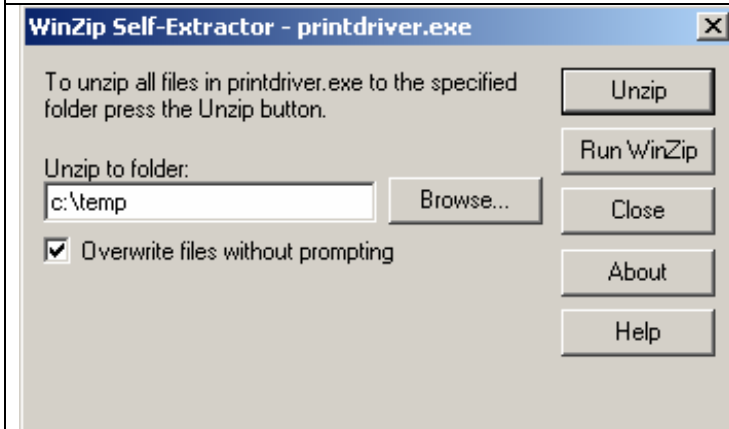 WinZip Self-Extractor - printdriver.exe
To unzip all files in printdriver.exe to the specified
folder press the Unzip button.
Unzip to folder:
c:\temp
Browse...
Overwrite files without prompting
Unzip
Run WinZip
Close
About
Help